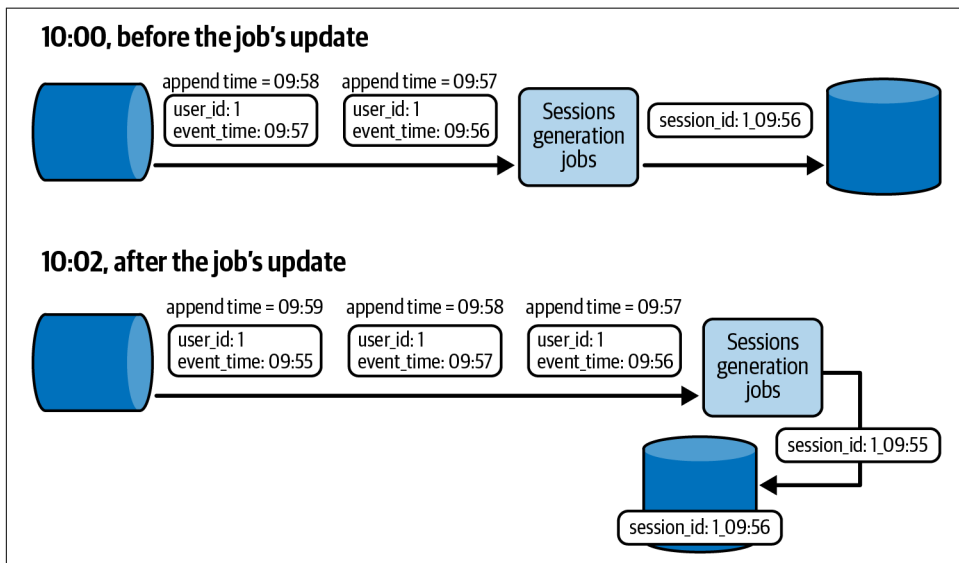 10:00, before the job's update
append time = 09:58
append time = 09:57
user_id: 1
event_time: 09:57
user_id: 1
event_time: 09:56
Sessions
generation
jobs
session_id: 1_09:56
10:02, after the job's update
append time = 09:59
append time = 09:58
append time = 09:57
user_id: 1
event_time: 09:55
user_id: 1
event_time: 09:57
user_id: 1
event_time: 09:56
Sessions
generation
jobs
session_id: 1_09:55
session_id: 1_09:56